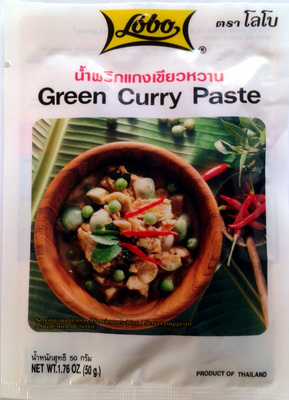 Lobo
®
ตรา โลโบ
น้ำพริกแกงเขียวหวาน
Green Curry Paste
น้ำหนักสุทธิ 50 กรัม
NET WT.1.76 OZ. (50 g.)
PRODUCT OF THAILAND